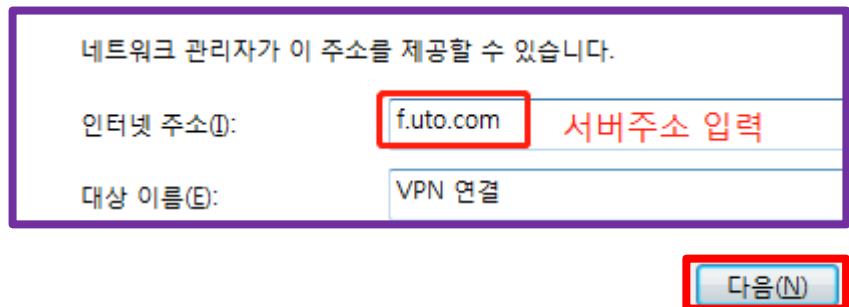 네트워크 관리자가 이 주소를 제공할 수 있습니다.
인터넷 주소(I): f.uto.com 서버주소 입력
대상 이름(E): VPN 연결
다음(N)